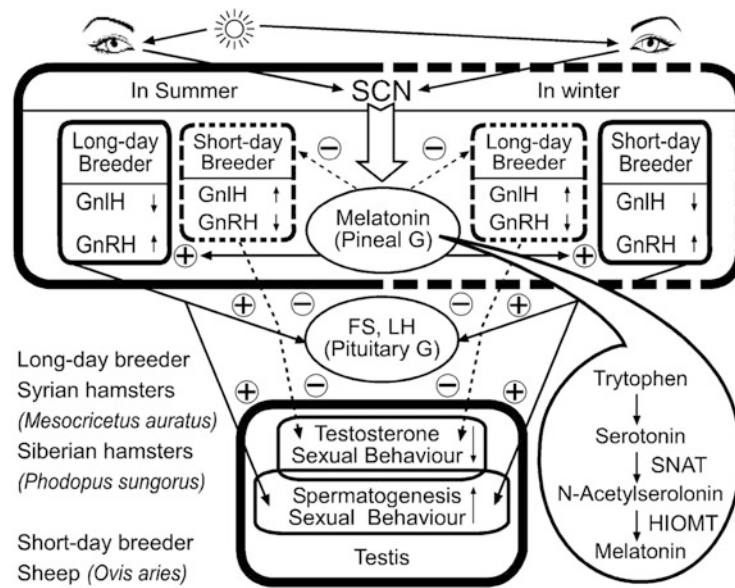 In Summer
SCN
In winter
Long-day
Breeder
GnIH ↓
GnRH ↑
Short-day
Breeder
GnIH ↑
GnRH ↓
−
−
Melatonin
(Pineal G)
Long-day
Breeder
GnIH ↑
GnRH ↓
Short-day
Breeder
GnIH ↓
GnRH ↑
+
+
+
−
−
+
FS, LH
(Pituitary G)
+
−
−
+
Testosterone
Sexual Behaviour ↓
Spermatogenesis
Sexual Behaviour ↑
Testis
Long-day breeder
Syrian hamsters
(Mesocricetus auratus)
Siberian hamsters
(Phodopus sungorus)
Short-day breeder
Sheep (Ovis aries)
Trytophen
Serotonin
SNAT
N-Acetylserolonin
HIOMT
Melatonin